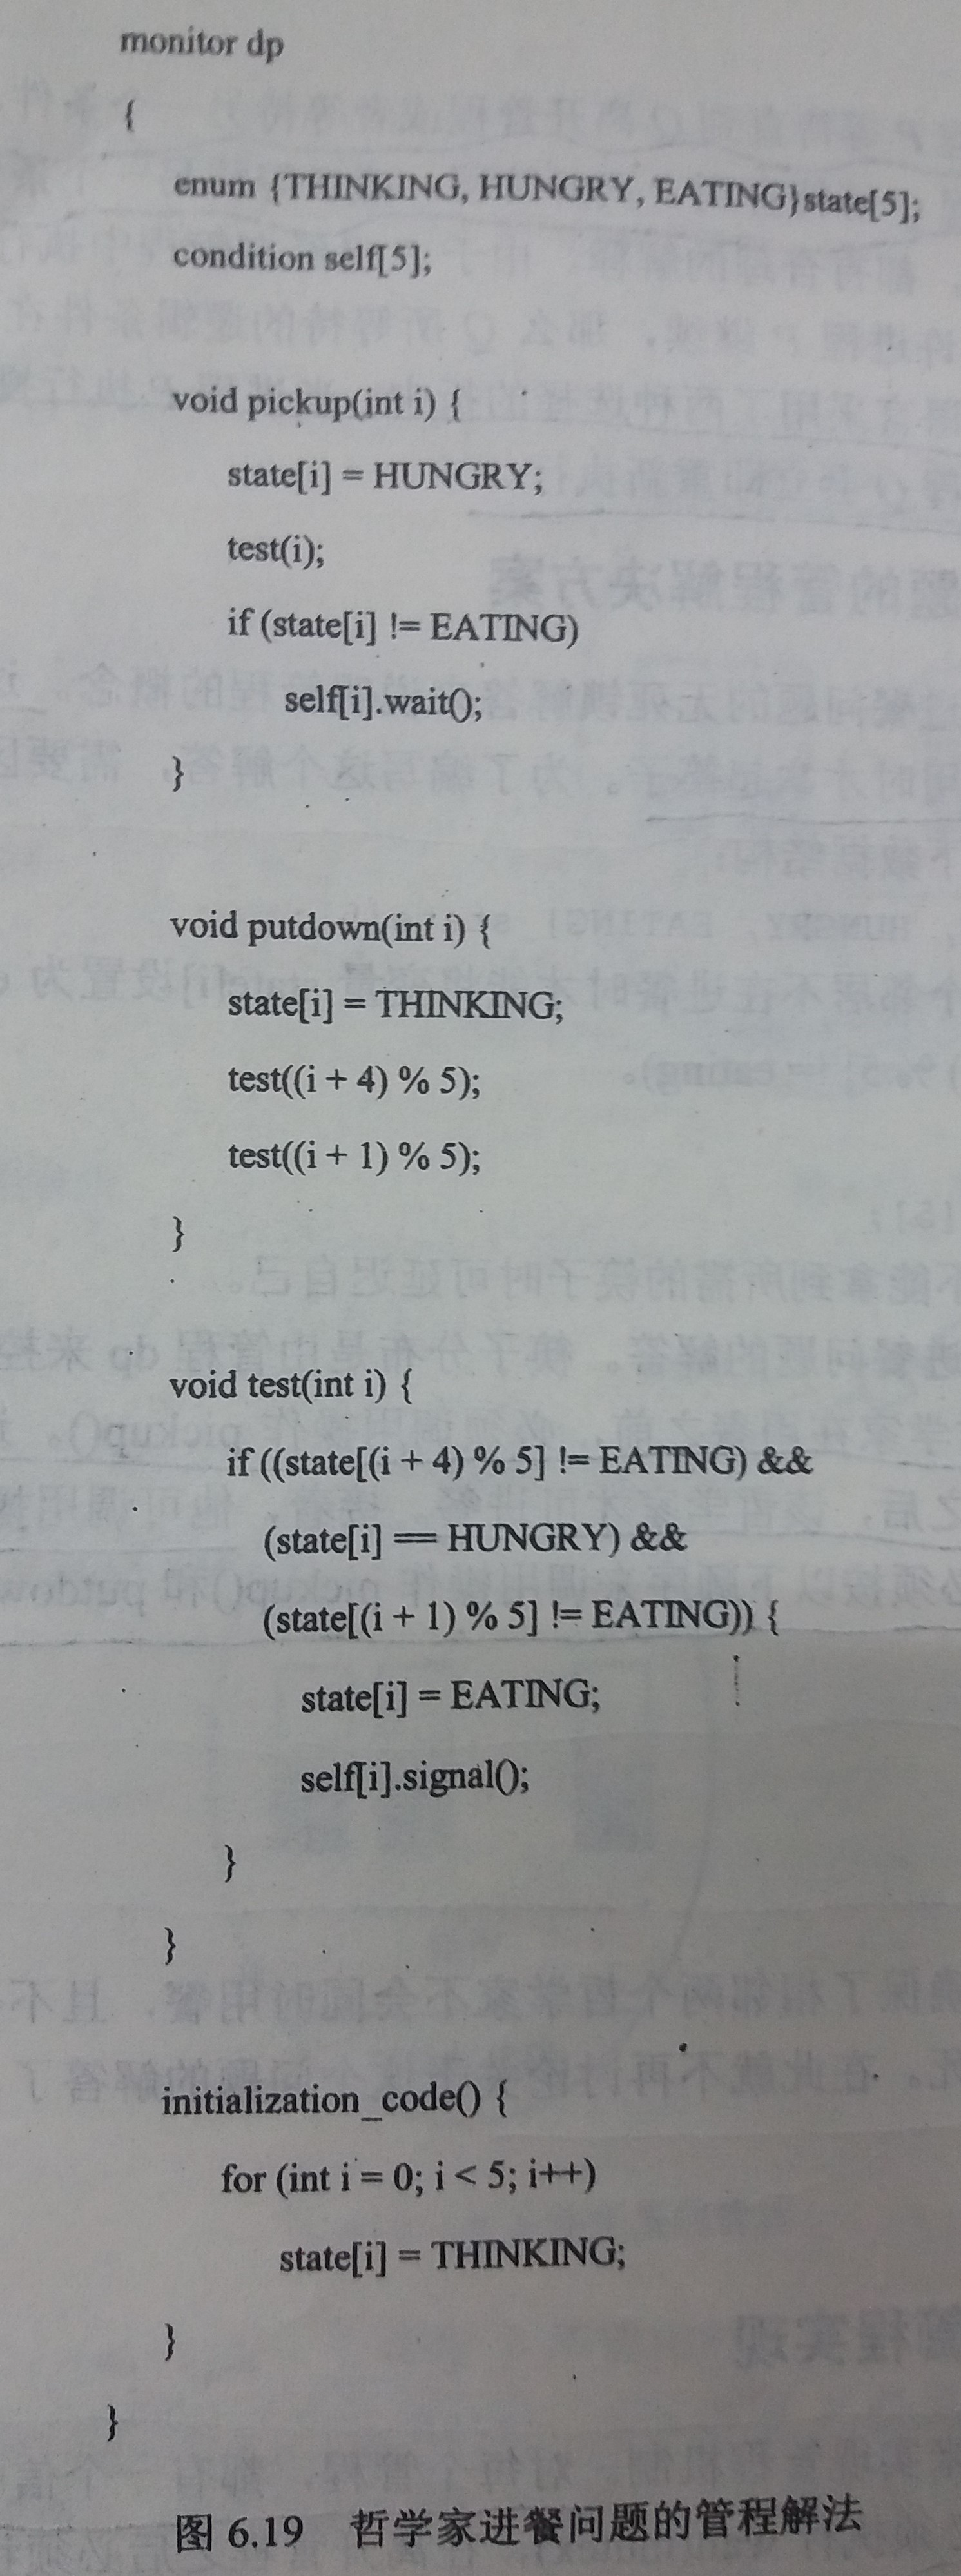 monitor dp
{
enum {THINKING, HUNGRY, EATING}state[5];
condition self[5];
void pickup(int i) {
state[i] = HUNGRY;
test(i);
if (state[i] != EATING)
self[i].wait();
}
void putdown(int i) {
state[i] = THINKING;
test((i + 4) % 5);
test((i + 1) % 5);
}
void test(int i) {
if ((state[(i + 4) % 5] != EATING) &&
(state[i] == HUNGRY) &&
(state[(i + 1) % 5] != EATING)) {
state[i] = EATING;
self[i].signal();
}
}
initialization_code() {
for (int i = 0; i < 5; i++)
state[i] = THINKING;
}
}
图 6.19 哲学家进餐问题的管程解法